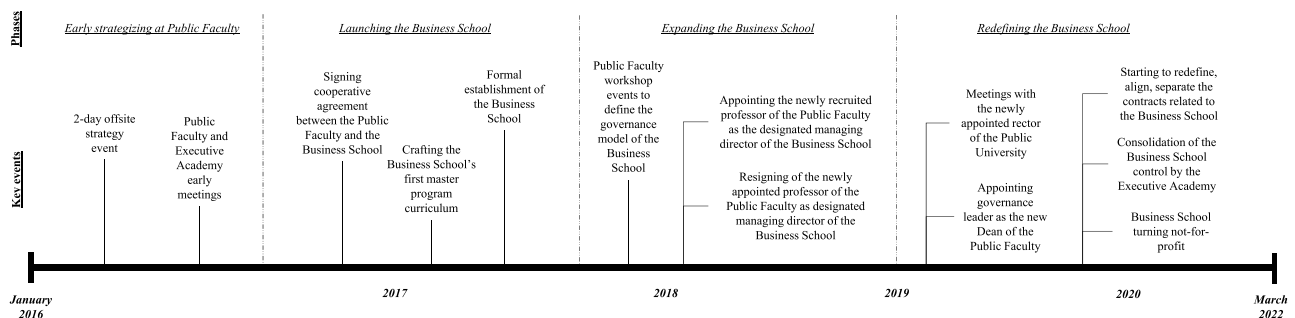 Phases
Early strategizing at Public Faculty
Launching the Business School
Expanding the Business School
Redefining the Business School
Key events
2-day offsite
strategy
event
Public
Faculty and
Executive
Academy
early
meetings
Signing
cooperative
agreement
between the Public
Faculty and the
Business School
Crafting the
Business School's
first master
program
curriculum
Formal
establishment of
the Business
School
Public Faculty
workshop
events to
define the
governance
model of the
Business
School
Appointing the newly recruited
professor of the Public Faculty
as the designated managing
director of the Business School
Resigning of the newly
appointed professor of the
Public Faculty as designated
managing director of the
Business School
Meetings with
the newly
appointed rector
of the Public
University
Appointing
governance
leader as the new
Dean of the
Public Faculty
Starting to redefine,
align, separate the
contracts related to
the Business School
Consolidation of the
Business School
control by the
Executive Academy
Business School
turning not-for-
profit
January
2016
2017
2018
2019
2020
March
2022